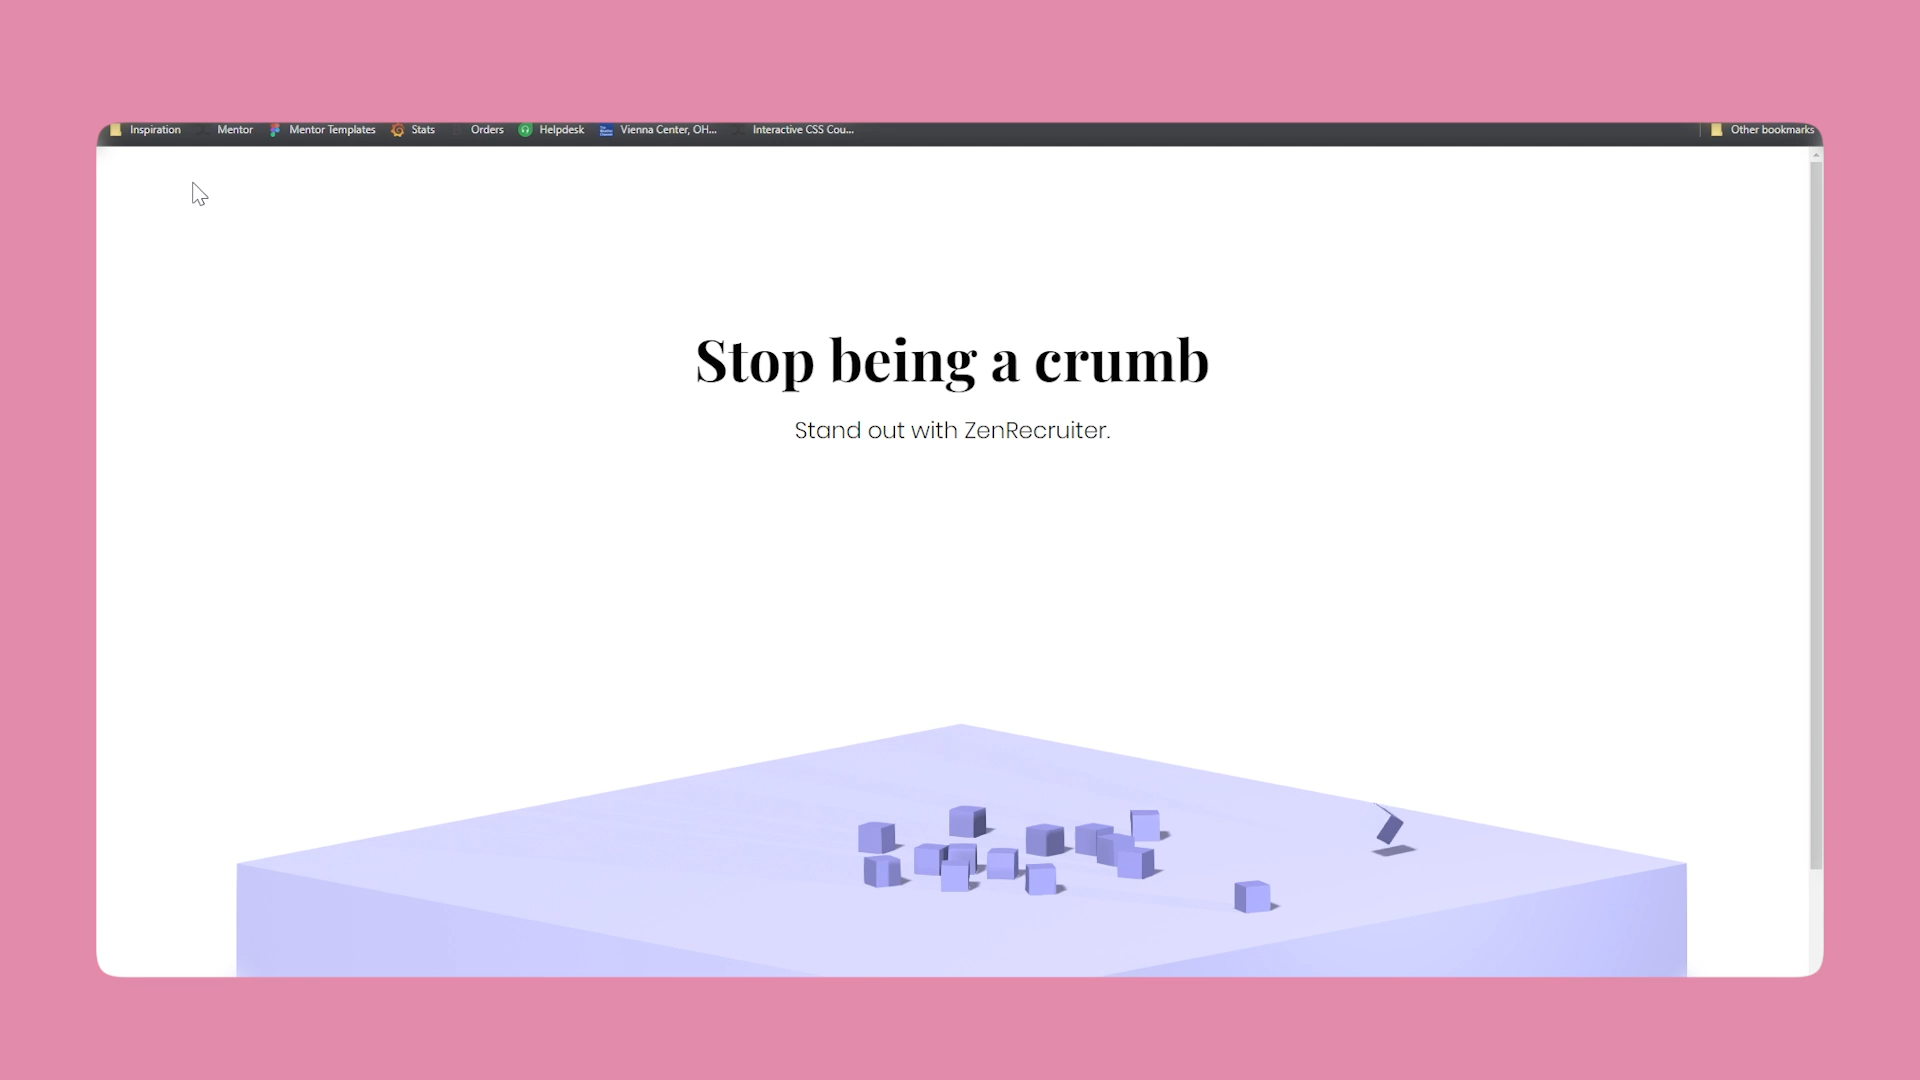 Inspiration Mentor Mentor Templates Stats Orders Helpdesk Vienna Center, OH... Interactive CSS Cou... Other bookmarks
Stop being a crumb
Stand out with ZenRecruiter.